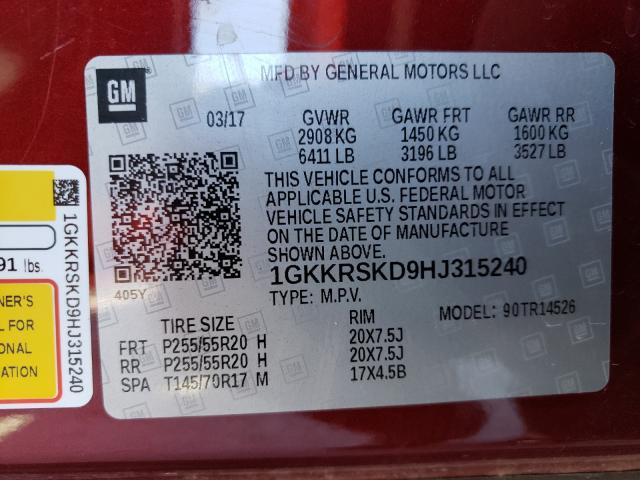 GM
MFD BY GENERAL MOTORS LLC
03/17
GVWR GAWR FRT GAWR RR
2908 KG 1450 KG 1600 KG
6411 LB 3196 LB 3527 LB
THIS VEHICLE CONFORMS TO ALL
APPLICABLE U.S. FEDERAL MOTOR
VEHICLE SAFETY STANDARDS IN EFFECT
ON THE DATE OF MANUFACTURE
SHOWN ABOVE.
1GKKRSKD9HJ315240
405Y
TYPE: M.P.V.
MODEL: 90TR14526
TIRE SIZE RIM
FRT P255/55R20 H 20X7.5J
RR P255/55R20 H 20X7.5J
SPA T145/70R17 M 17X4.5B
91 lbs.
NER'S
L FOR
ONAL
ON.
1GKKRSKD9HJ315240